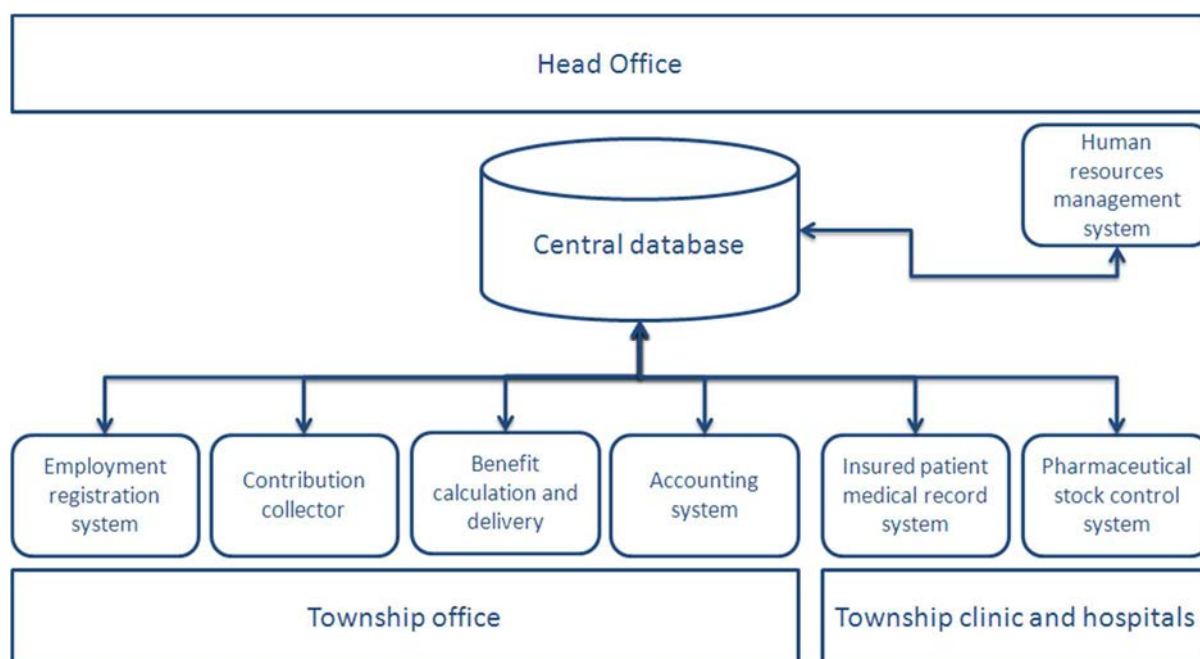 Head Office
Human
resources
management
system
Central database
Employment
registration
system
Contribution
collector
Benefit
calculation and
delivery
Accounting
system
Insured patient
medical record
system
Pharmaceutical
stock control
system
Township office
Township clinic and hospitals